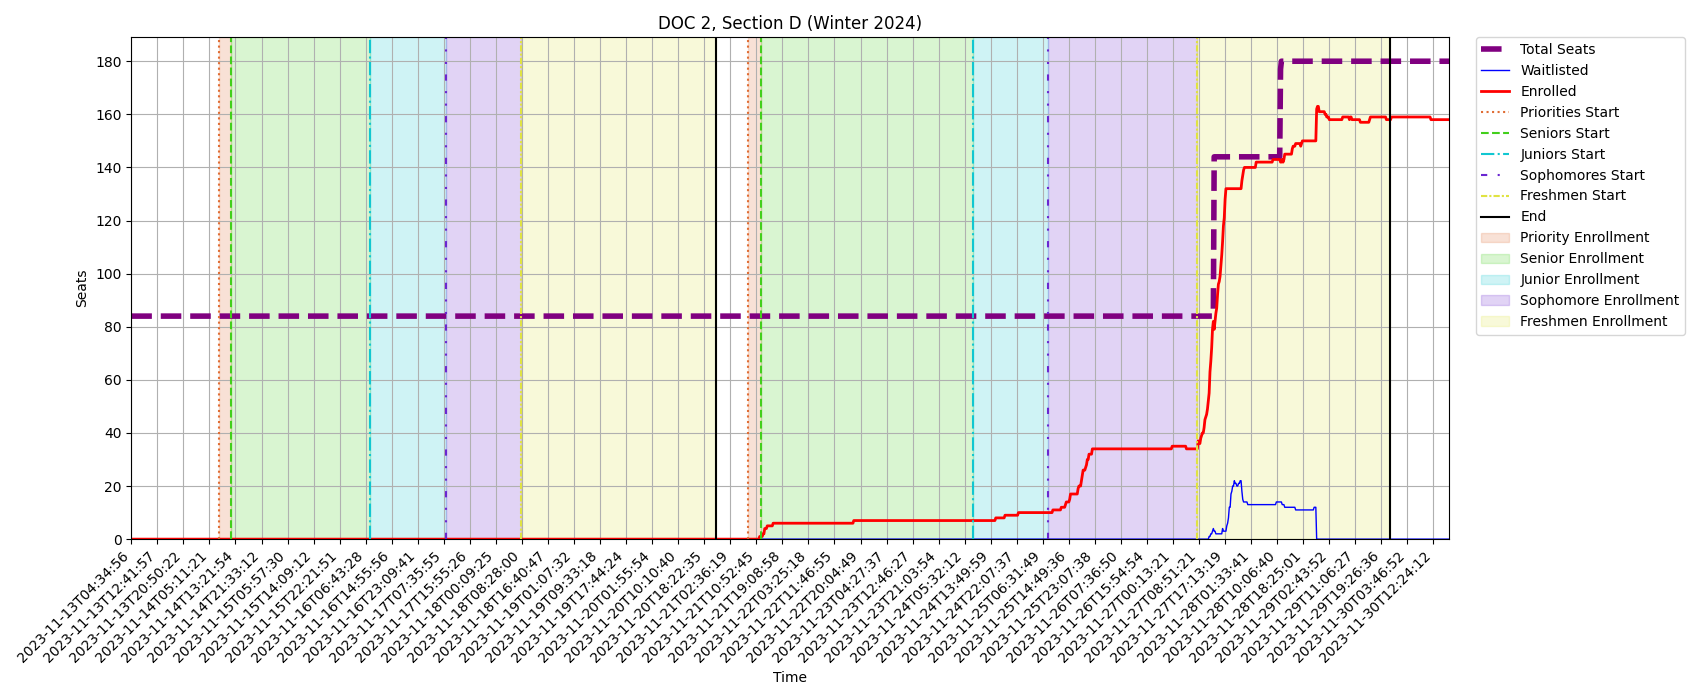 DOC 2, Section D (Winter 2024)
Seats
180
160
140
120
100
80
60
40
20
0
2023-11-13T04:34:56
2023-11-13T12:41:57
2023-11-13T20:50:22
2023-11-14T05:11:21
2023-11-14T13:21:54
2023-11-14T21:33:12
2023-11-15T05:57:30
2023-11-15T14:09:12
2023-11-15T22:21:51
2023-11-16T06:43:28
2023-11-16T14:55:56
2023-11-16T23:09:41
2023-11-17T07:35:55
2023-11-17T15:55:26
2023-11-18T00:09:25
2023-11-18T08:28:00
2023-11-18T16:40:47
2023-11-19T01:07:32
2023-11-19T09:33:18
2023-11-19T17:44:24
2023-11-20T01:55:54
2023-11-20T10:10:40
2023-11-20T18:22:35
2023-11-21T02:36:19
2023-11-21T10:52:45
2023-11-21T19:08:58
2023-11-22T03:25:18
2023-11-22T11:46:55
2023-11-22T20:04:49
2023-11-23T04:27:37
2023-11-23T12:46:27
2023-11-23T21:03:54
2023-11-24T05:32:12
2023-11-24T13:49:59
2023-11-24T22:07:37
2023-11-25T06:31:49
2023-11-25T14:49:36
2023-11-25T23:07:38
2023-11-26T07:36:50
2023-11-26T15:54:54
2023-11-27T00:13:21
2023-11-27T08:51:21
2023-11-27T17:13:19
2023-11-28T01:33:41
2023-11-28T10:06:40
2023-11-28T18:25:01
2023-11-29T02:43:52
2023-11-29T11:06:27
2023-11-29T19:26:36
2023-11-30T03:46:52
2023-11-30T12:24:12
Time
Total Seats
Waitlisted
Enrolled
Priorities Start
Seniors Start
Juniors Start
Sophomores Start
Freshmen Start
End
Priority Enrollment
Senior Enrollment
Junior Enrollment
Sophomore Enrollment
Freshmen Enrollment